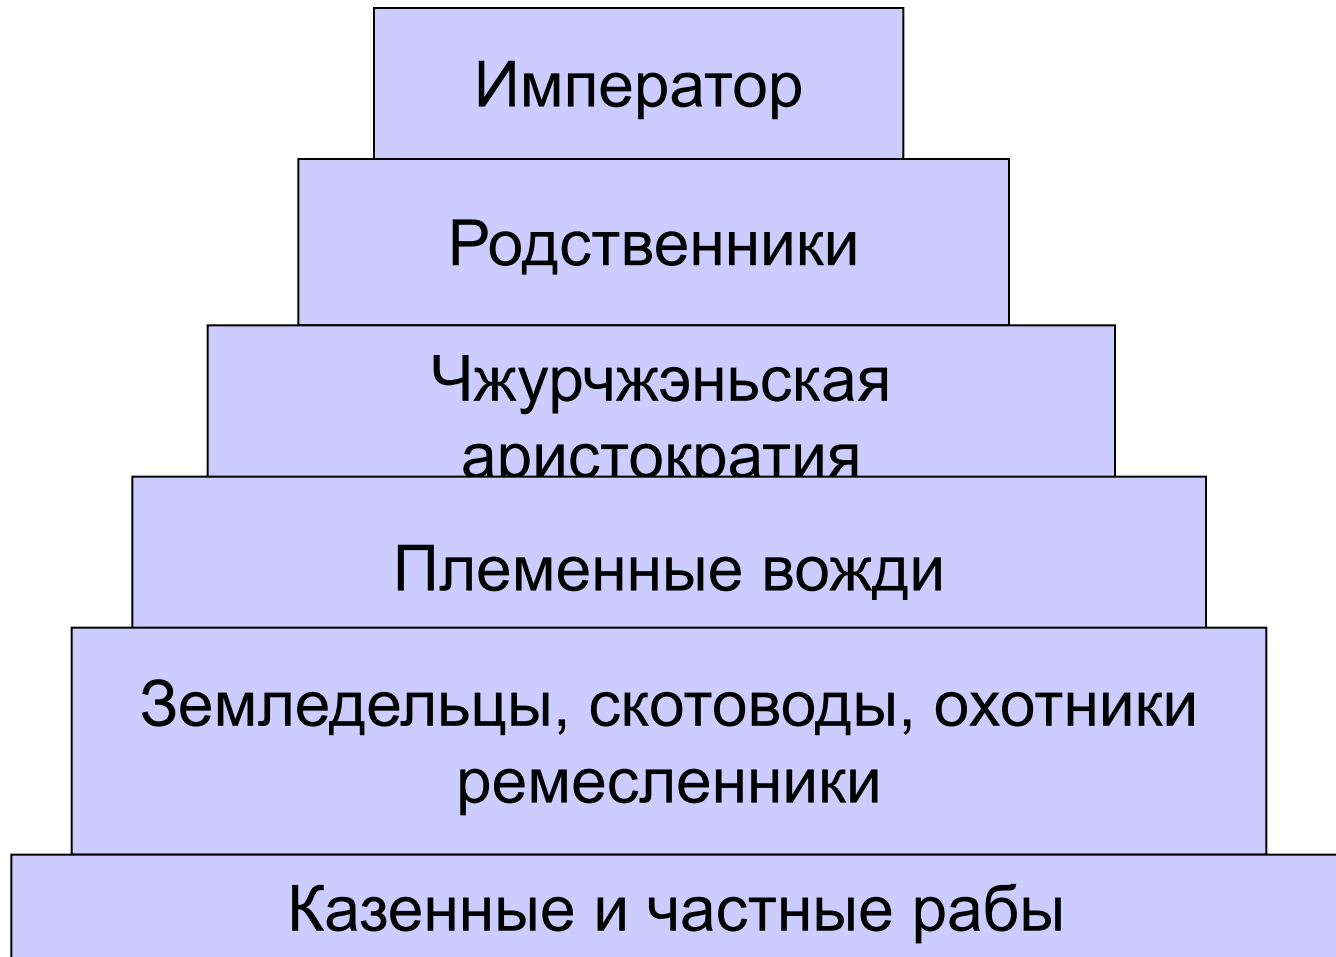 Император
Родственники
Чжурчжэньская
аристократия
Племенные вожди
Земледельцы, скотоводы, охотники
ремесленники
Казенные и частные рабы